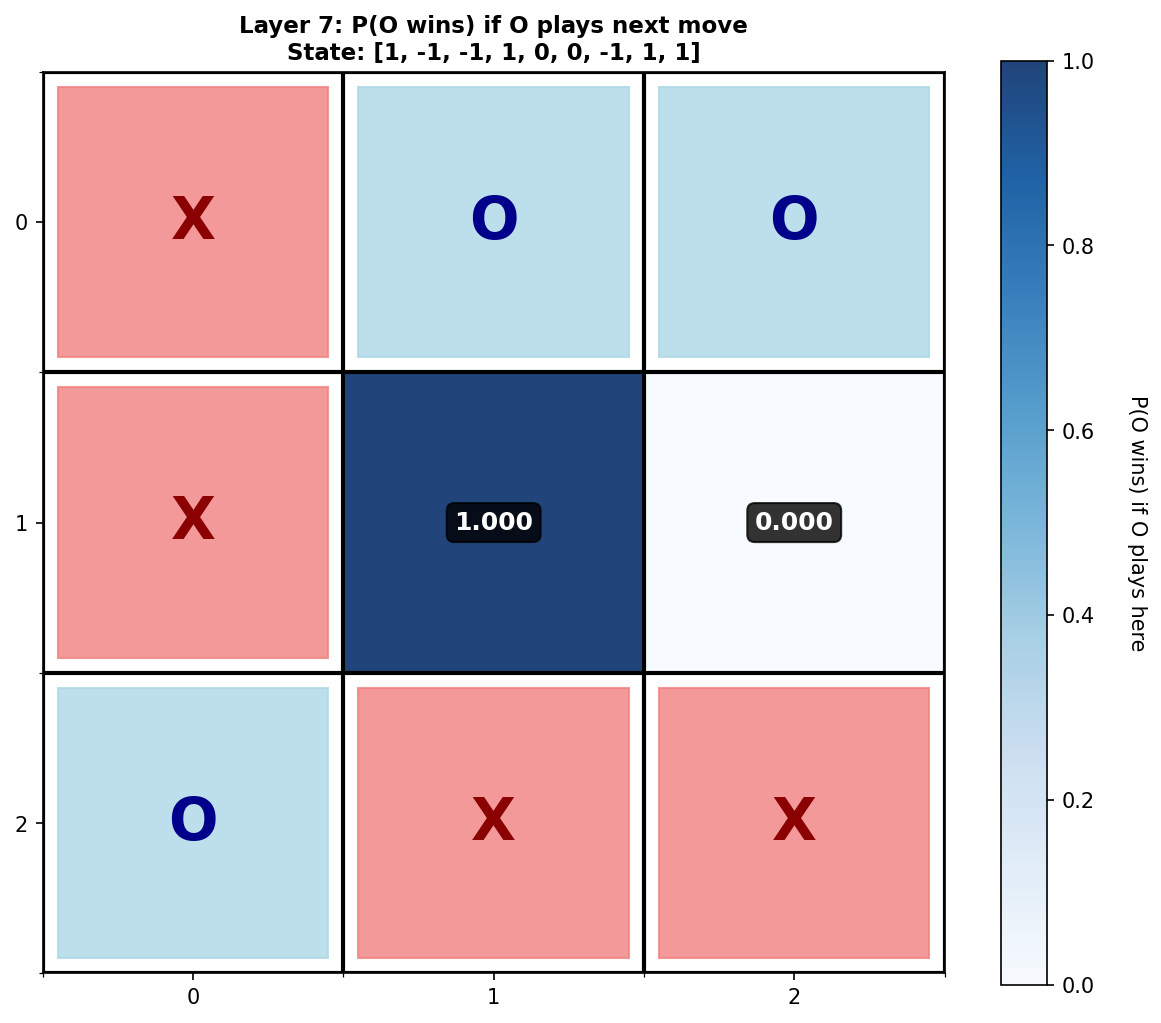 Layer 7: P(O wins) if O plays next move
State: [1, -1, -1, 1, 0, 0, -1, 1, 1]
X
O
O
X
1.000
0.000
O
X
X
0
1
2
0
1
2
1.0
0.8
0.6
0.4
0.2
0.0
P(O wins) if O plays here